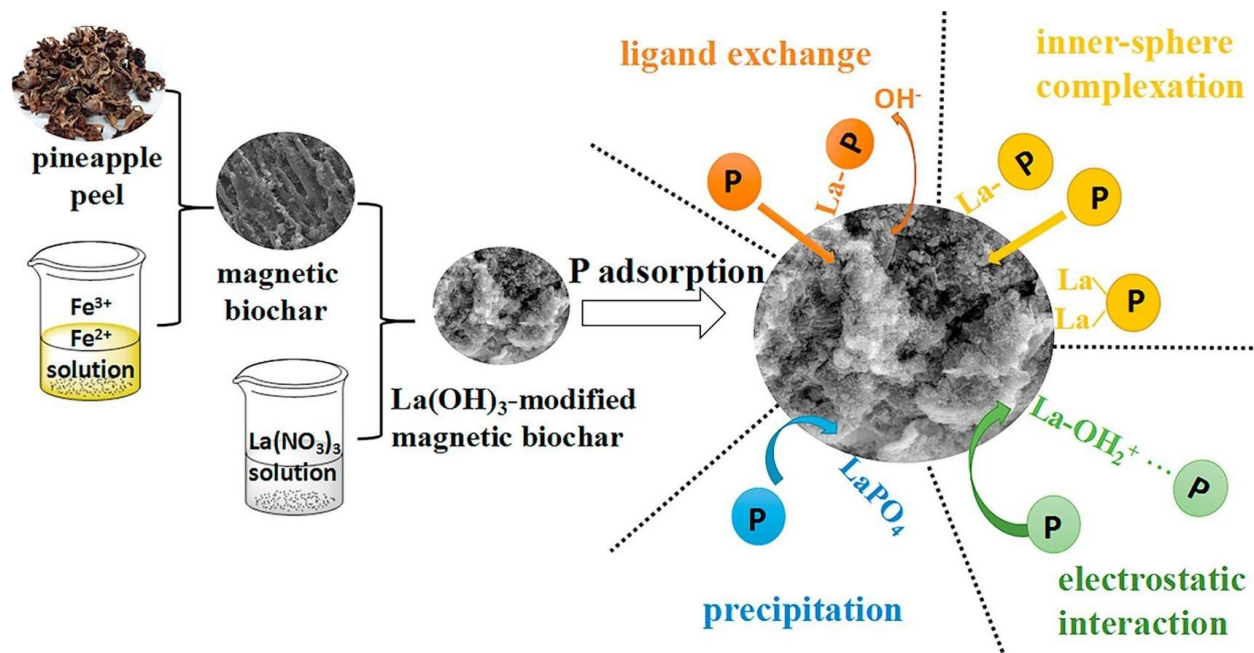 pineapple
peel
Fe³⁺
Fe²⁺
solution
magnetic
biochar
La(NO₃)₃
solution
La(OH)₃-modified
magnetic biochar
P adsorption
ligand exchange
OH⁻
P
La-P
inner-sphere
complexation
La-P
P
La
La
P
electrostatic
interaction
La-OH₂⁺ ...
P
P
precipitation
P
LaPO₄